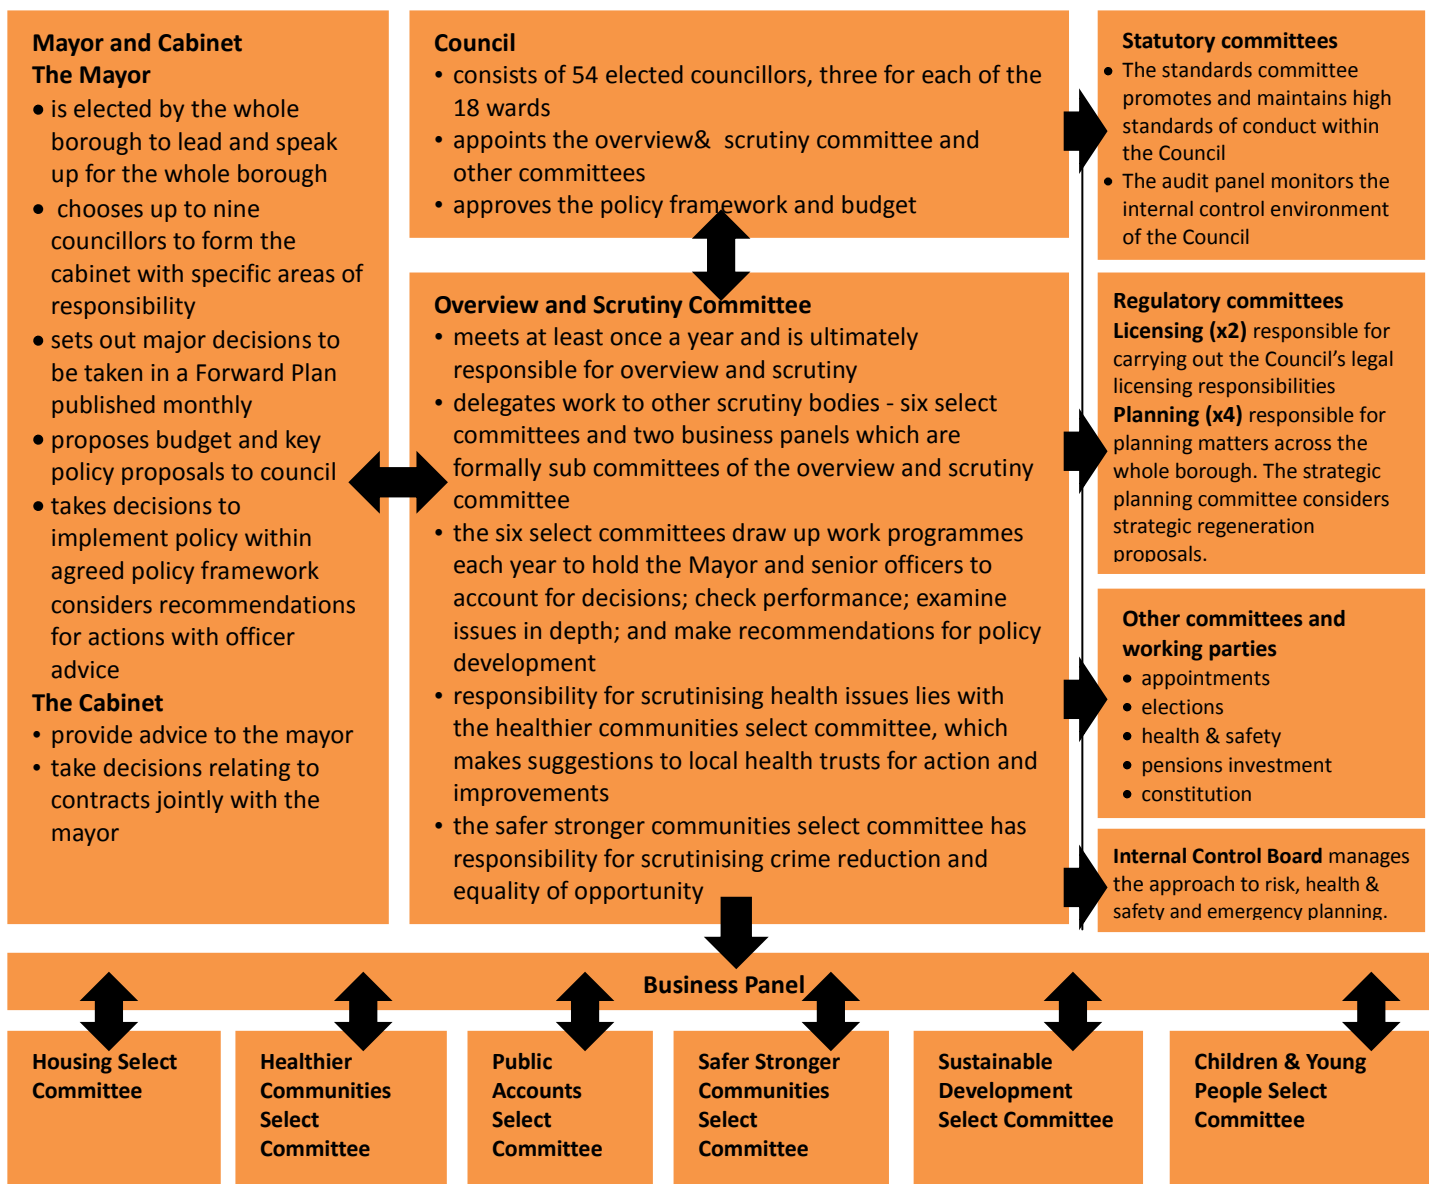 Mayor and Cabinet
The Mayor
• is elected by the whole
borough to lead and speak
up for the whole borough
• chooses up to nine
councillors to form the
cabinet with specific areas of
responsibility
• sets out major decisions to
be taken in a Forward Plan
published monthly
• proposes budget and key
policy proposals to council
• takes decisions to
implement policy within
agreed policy framework
considers recommendations
for actions with officer
advice
The Cabinet
• provide advice to the mayor
• take decisions relating to
contracts jointly with the
mayor
Council
• consists of 54 elected councillors, three for each of the
18 wards
• appoints the overview& scrutiny committee and
other committees
• approves the policy framework and budget
Overview and Scrutiny Committee
• meets at least once a year and is ultimately
responsible for overview and scrutiny
• delegates work to other scrutiny bodies - six select
committees and two business panels which are
formally sub committees of the overview and scrutiny
committee
• the six select committees draw up work programmes
each year to hold the Mayor and senior officers to
account for decisions; check performance; examine
issues in depth; and make recommendations for policy
development
• responsibility for scrutinising health issues lies with
the healthier communities select committee, which
makes suggestions to local health trusts for action and
improvements
• the safer stronger communities select committee has
responsibility for scrutinising crime reduction and
equality of opportunity
Statutory committees
• The standards committee
promotes and maintains high
standards of conduct within
the Council
• The audit panel monitors the
internal control environment
of the Council
Regulatory committees
Licensing (x2) responsible for
carrying out the Council's legal
licensing responsibilities
Planning (x4) responsible for
planning matters across the
whole borough. The strategic
planning committee considers
strategic regeneration
proposals.
Other committees and
working parties
• appointments
• elections
• health & safety
• pensions investment
• constitution
Internal Control Board manages
the approach to risk, health &
safety and emergency planning.
Business Panel
Housing Select
Committee
Healthier
Communities
Select
Committee
Public
Accounts
Select
Committee
Safer Stronger
Communities
Select
Committee
Sustainable
Development
Select Committee
Children & Young
People Select
Committee